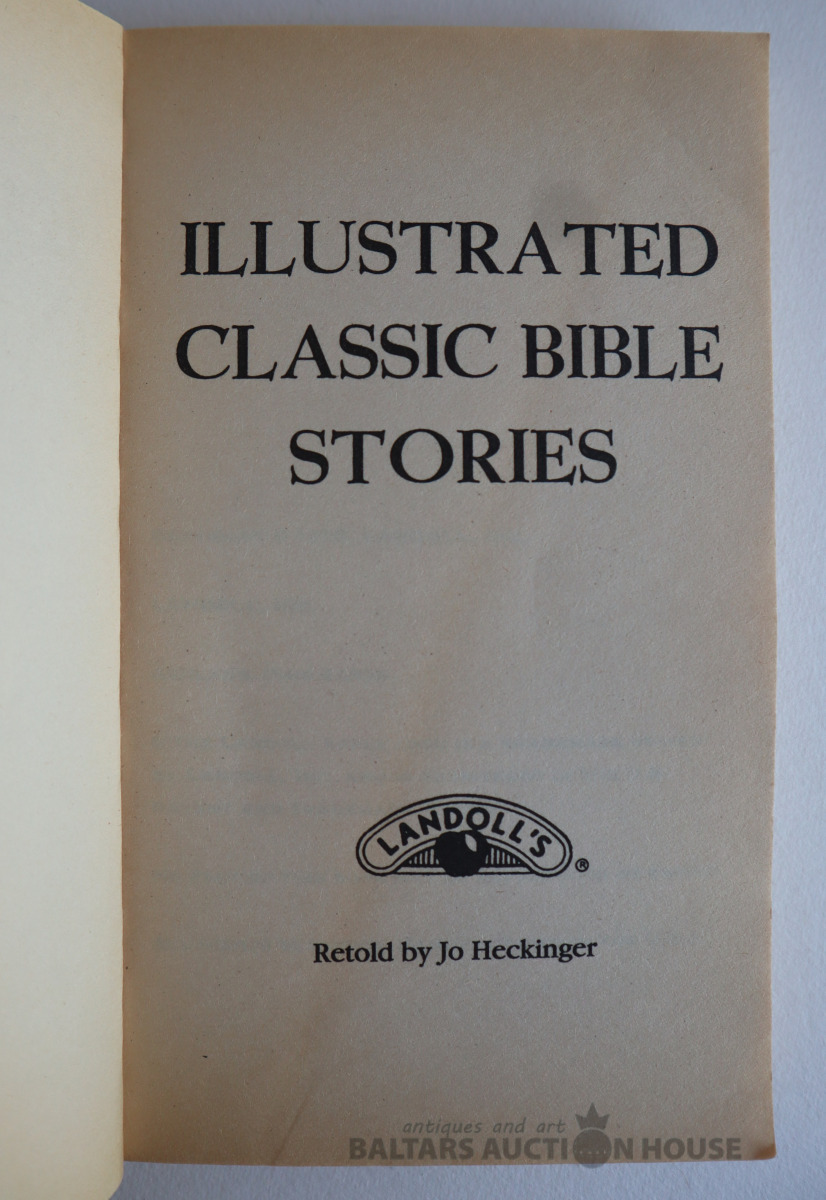 ILLUSTRATED
CLASSIC BIBLE
STORIES
LANDOLL'S
®
Retold by Jo Heckinger
antiques and art
BALTARS AUCTION HOUSE